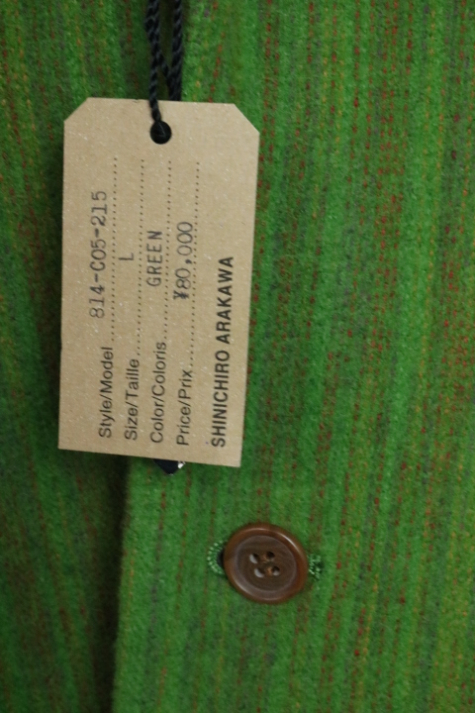 Style/Model 814-C05-215
Size/Taille L
Color/Coloris GREEN
Price/Prix ¥80,000
SHINICHIRO ARAKAWA